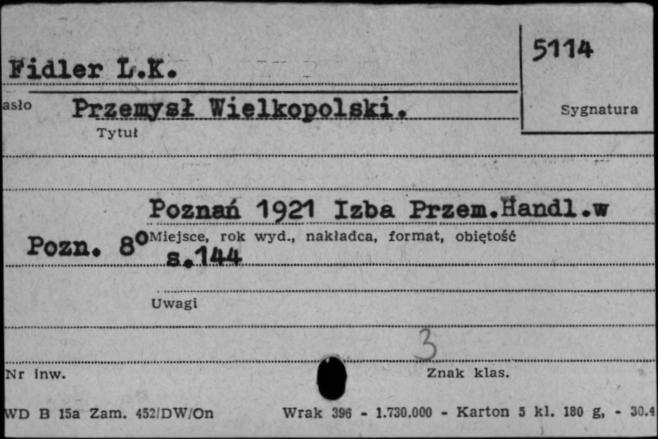 5114
Fidler L.K.
asło
Przemysł Wielkopolski.
Sygnatura
Tytuł
Poznań 1921 Izba Przem.Handl.w
Miejsce, rok wyd., nakładca, format, obiętość
Pozn. 8º
s.144
Uwagi
3
Nr inw.
Znak klas.
WD B 15a Zam. 452/DW/On Wrak 396 - 1.730.000 - Karton 5 kl. 180 g, - 30.4